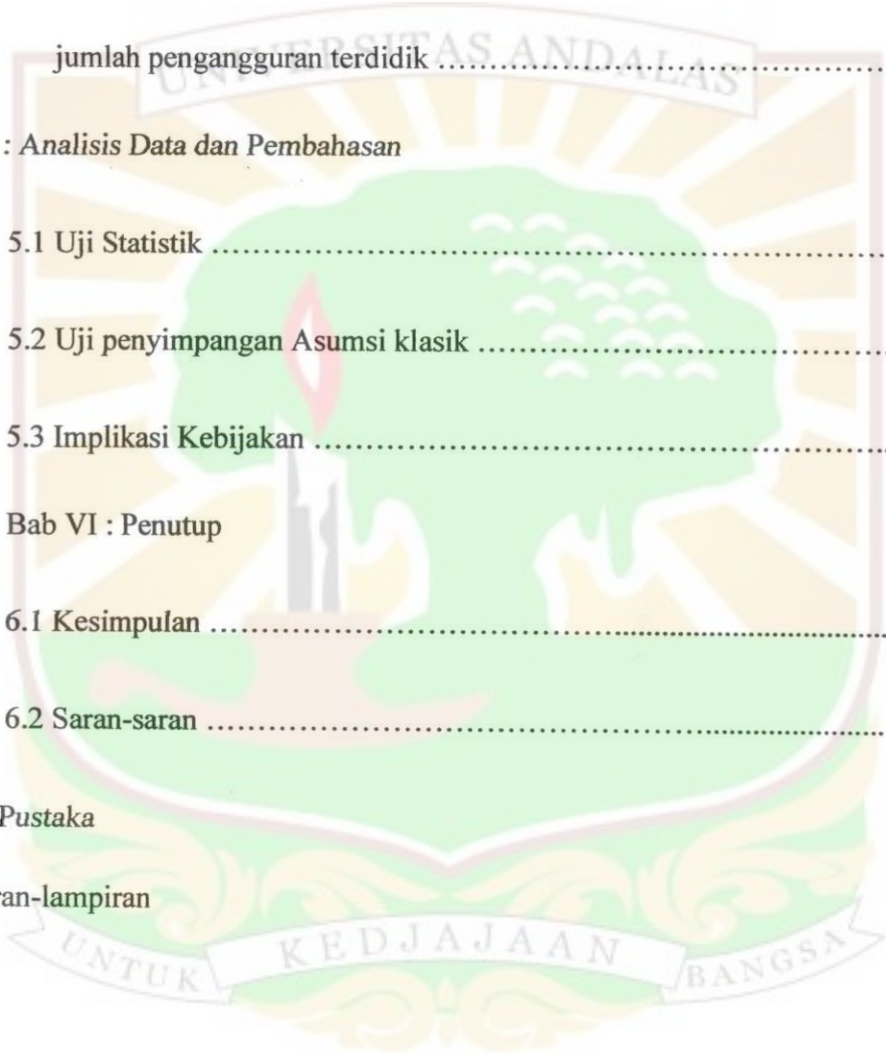 UNIVERSITAS ANDALAS
jumlah pengangguran terdidik ……………………………………
: Analisis Data dan Pembahasan
5.1 Uji Statistik ……………………………………………………
5.2 Uji penyimpangan Asumsi klasik ……………………………
5.3 Implikasi Kebijakan ……………………………………………
Bab VI : Penutup
6.1 Kesimpulan ……………………………………………………
6.2 Saran-saran ……………………………………………………
Pustaka
ran-lampiran
UNTUK KEDJAJAAN BANGSA